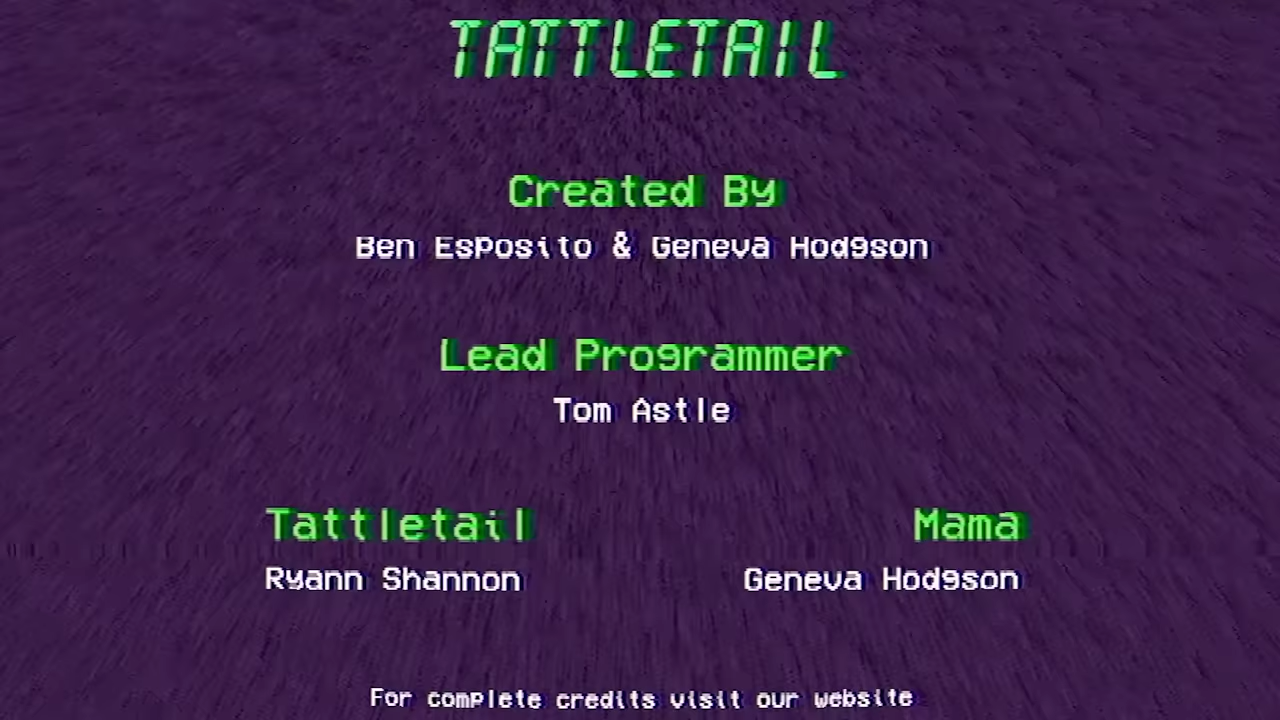 TATTLETAIL
Created By
Ben Esposito & Geneva Hodgson
Lead Programmer
Tom Astle
Tattletail Mama
Ryann Shannon Geneva Hodgson
For complete credits visit our website